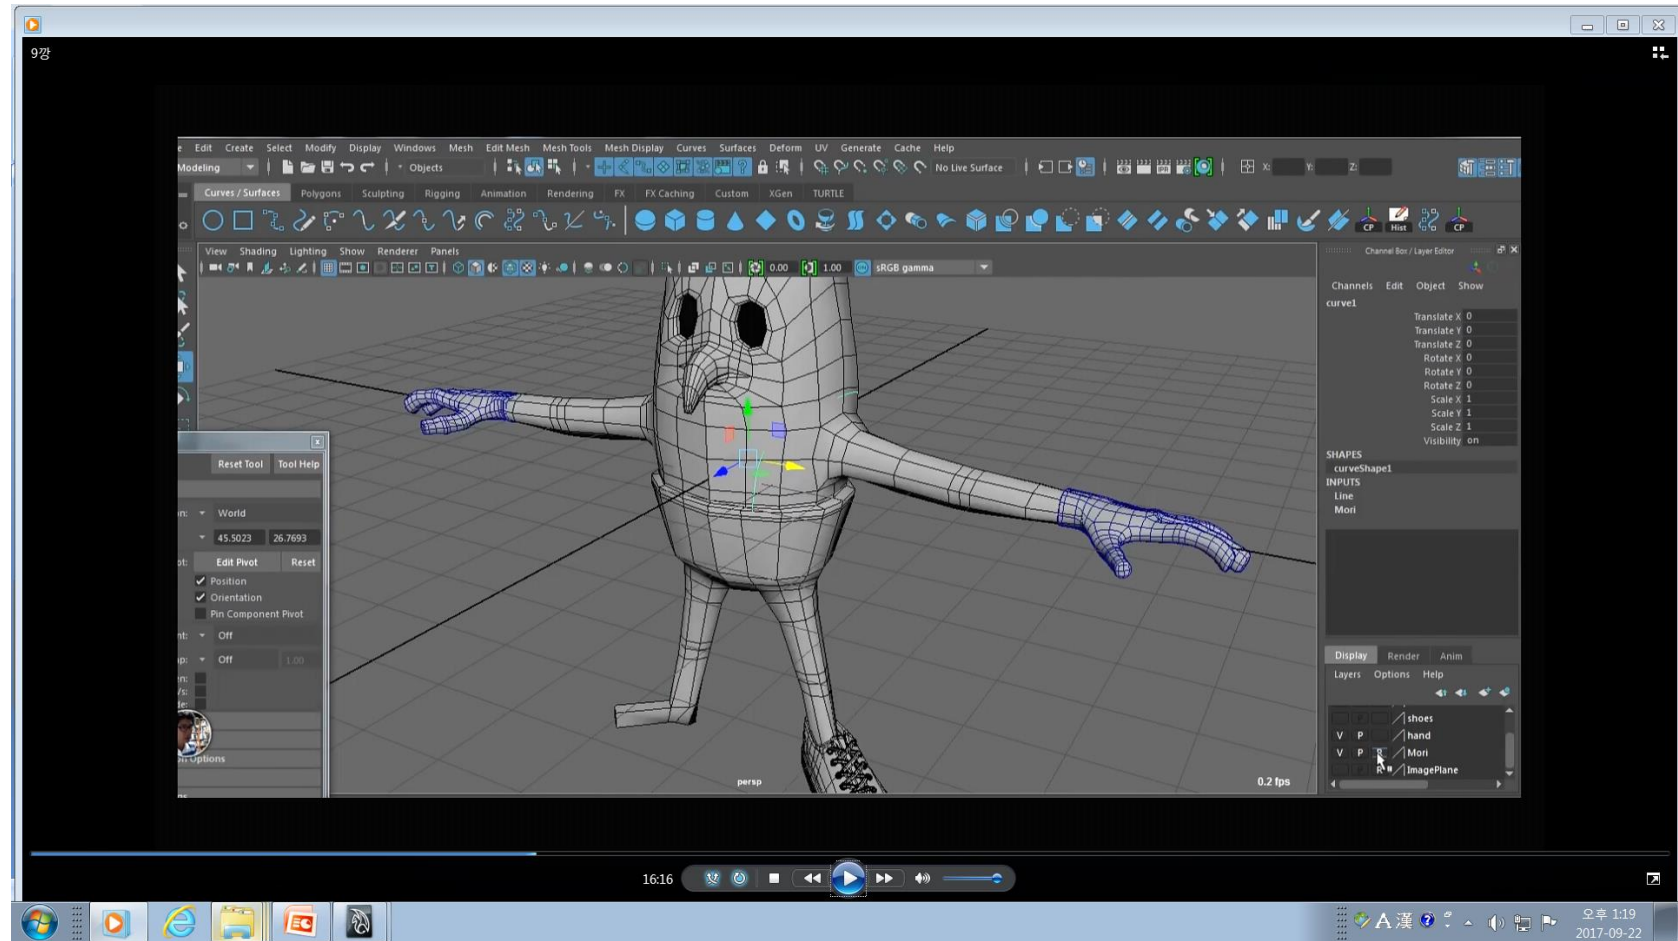 9깡
Edit Create Select Modify Display Windows Mesh Edit Mesh Mesh Tools Mesh Display Curves Surfaces Deform UV Generate Cache Help
Modeling Objects No Live Surface X: Y: Z:
Curves / Surfaces Polygons Sculpting Rigging Animation Rendering FX FX Caching Custom XGen TURTLE
CP Hist CP
View Shading Lighting Show Renderer Panels
0.00 1.00 sRGB gamma
Channel Box / Layer Editor
Channels Edit Object Show
curve1
Translate X 0
Translate Y 0
Translate Z 0
Rotate X 0
Rotate Y 0
Rotate Z 0
Scale X 1
Scale Y 1
Scale Z 1
Visibility on
SHAPES
curveShape1
INPUTS
Line
Mori
Reset Tool Tool Help
World
45.5023 26.7693
Edit Pivot Reset
Position
Orientation
Pin Component Pivot
Off
Off 1.00
Options
persp
0.2 fps
Display Render Anim
Layers Options Help
shoes
V P hand
V P R Mori
R ImagePlane
16:16
A 漢
오후 1:19
2017-09-22